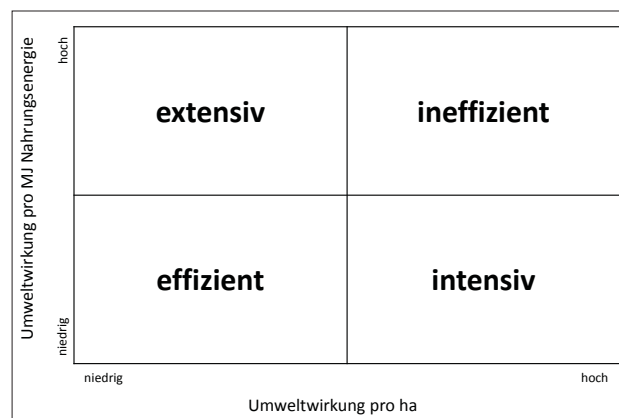 Umweltwirkung pro MJ Nahrungsenergie
hoch
niedrig
extensiv
ineffizient
effizient
intensiv
niedrig
hoch
Umweltwirkung pro ha